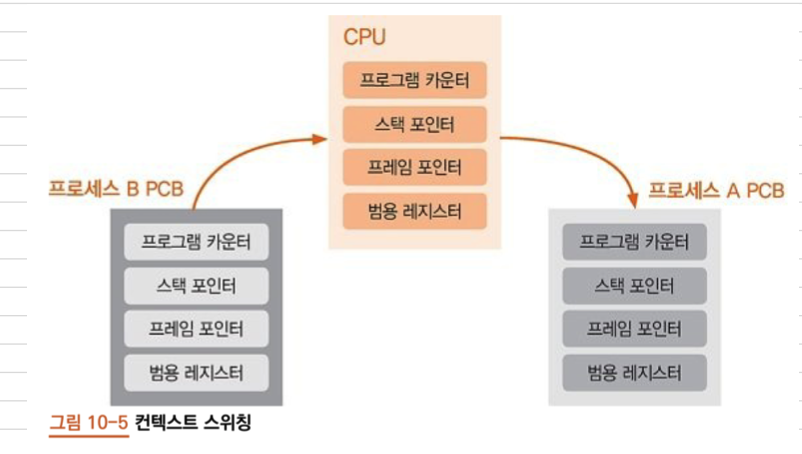 CPU
프로그램 카운터
스택 포인터
프레임 포인터
범용 레지스터
프로세스 B PCB
프로그램 카운터
스택 포인터
프레임 포인터
범용 레지스터
프로세스 A PCB
프로그램 카운터
스택 포인터
프레임 포인터
범용 레지스터
그림 10-5 컨텍스트 스위칭